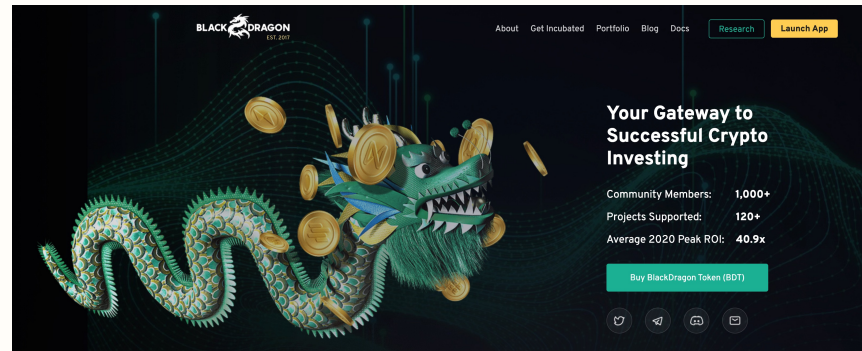 BLACK DRAGON
EST. 2017
About Get Incubated Portfolio Blog Docs Research Launch App
Your Gateway to
Successful Crypto
Investing
Community Members: 1,000+
Projects Supported: 120+
Average 2020 Peak ROI: 40.9x
Buy BlackDragon Token (BDT)